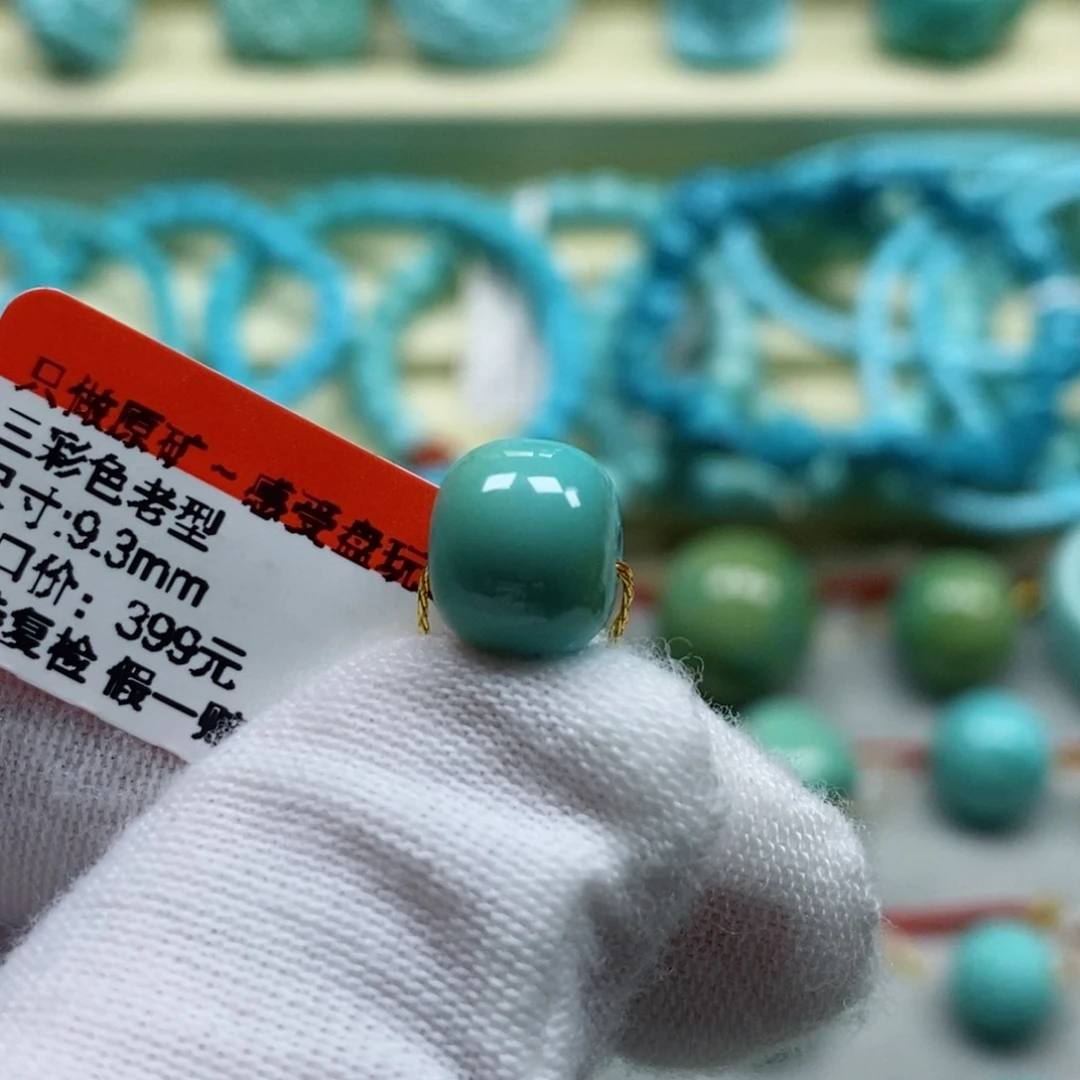 只做原矿~感受盘玩
三彩色老型
尺寸:9.3mm
口价：399元
复检 假一赔